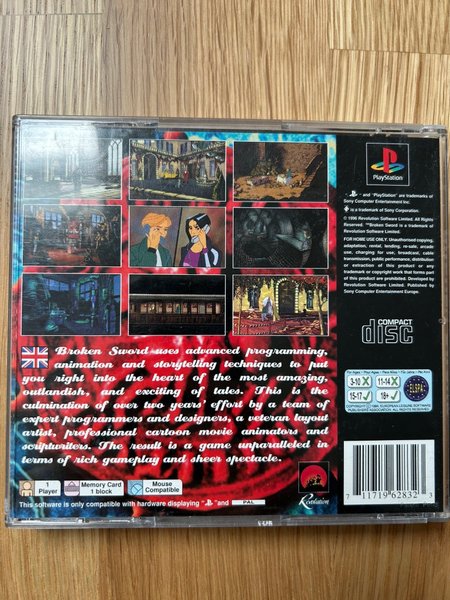 PlayStation
- and "PlayStation" are trademarks of
Sony Computer Entertainment Inc.
is a trademark of Sony Corporation.
© 1996 Revolution Software Limited. All Rights
Reserved. "Broken Sword" is a trademark of
Revolution Software Limited.
FOR HOME USE ONLY. Unauthorised copying,
adaptation, rental, lending, re-sale, arcade
use, charging for use, broadcast, cable
transmission, public performance, distribution
or extraction of this product or any
trademark or copyright work that forms part
of this product are prohibited. Developed by
Revolution Software Limited. Published by
Sony Computer Entertainment Europe.
COMPACT
disc
For Ages
3-10
11-14
15-17
18+
ELSPA
Broken Sword uses advanced programming,
animation and storytelling techniques to put
you right into the heart of the most amazing,
outlandish, and exciting of tales. This is the
culmination of over two years' effort by a team of
expert programmers and designers, a veteran layout
artist, professional cartoon movie animators and
scriptwriters. The result is a game unparalleled in
terms of rich gameplay and sheer spectacle.
1
Player
Memory Card
1 block
Mouse
Compatible
Revolution
This software is only compatible with hardware displaying "PS" and PAL
7 11719 62832 3